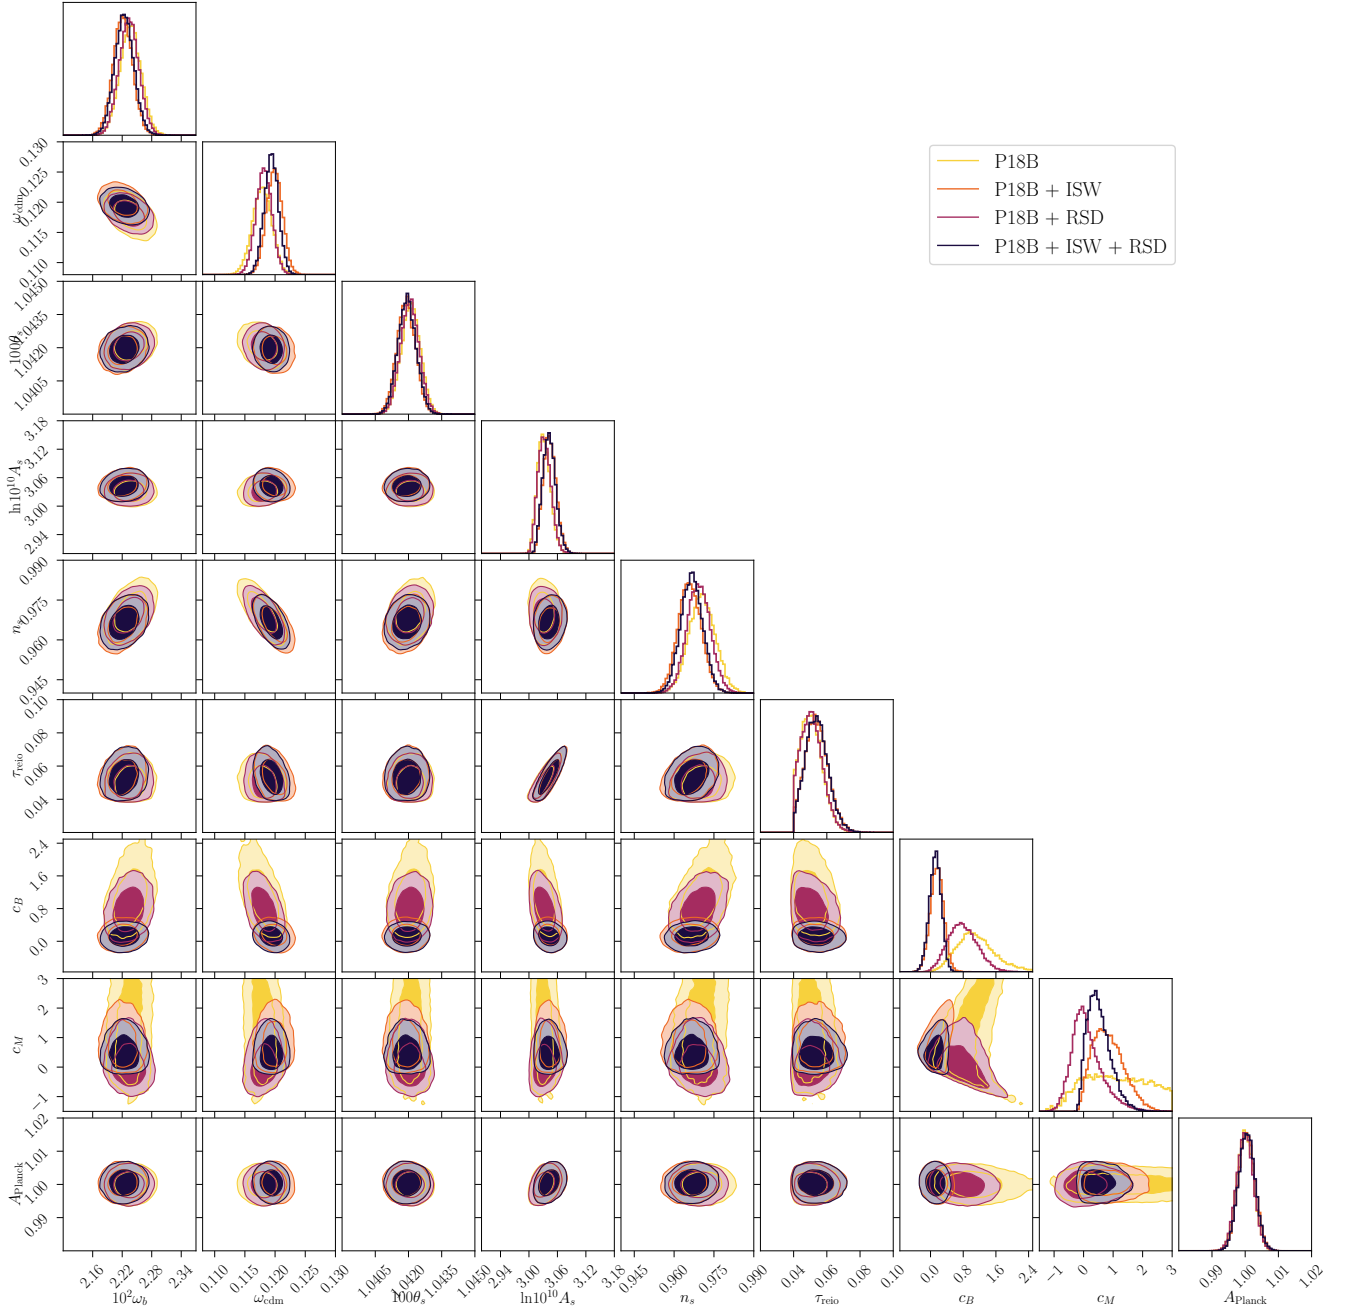 P18B
P18B + ISW
P18B + RSD
P18B + ISW + RSD
ω_cdm
0.130
0.125
0.120
0.115
0.110
100θ_s
1.0450
1.0435
1.0420
1.0405
ln10^10 A_s
3.18
3.12
3.06
3.00
2.94
n_s
0.990
0.975
0.960
0.945
τ_reio
0.10
0.08
0.06
0.04
c_B
2.4
1.6
0.8
0.0
c_M
3
2
1
0
−1
A_Planck
1.02
1.01
1.00
0.99
2.16 2.22 2.28 2.34 0.110 0.115 0.120 0.125 0.130 1.0405 1.0420 1.0435 1.0450 2.94 3.00 3.06 3.12 3.18 0.960 0.975 0.990 0.04 0.06 0.08 0.10 0.0 0.8 1.6 2.4 −1 0 1 2 3 0.99 1.00 1.01 1.02
10^2 ω_b ω_cdm 100θ_s ln10^10 A_s n_s τ_reio c_B c_M A_Planck